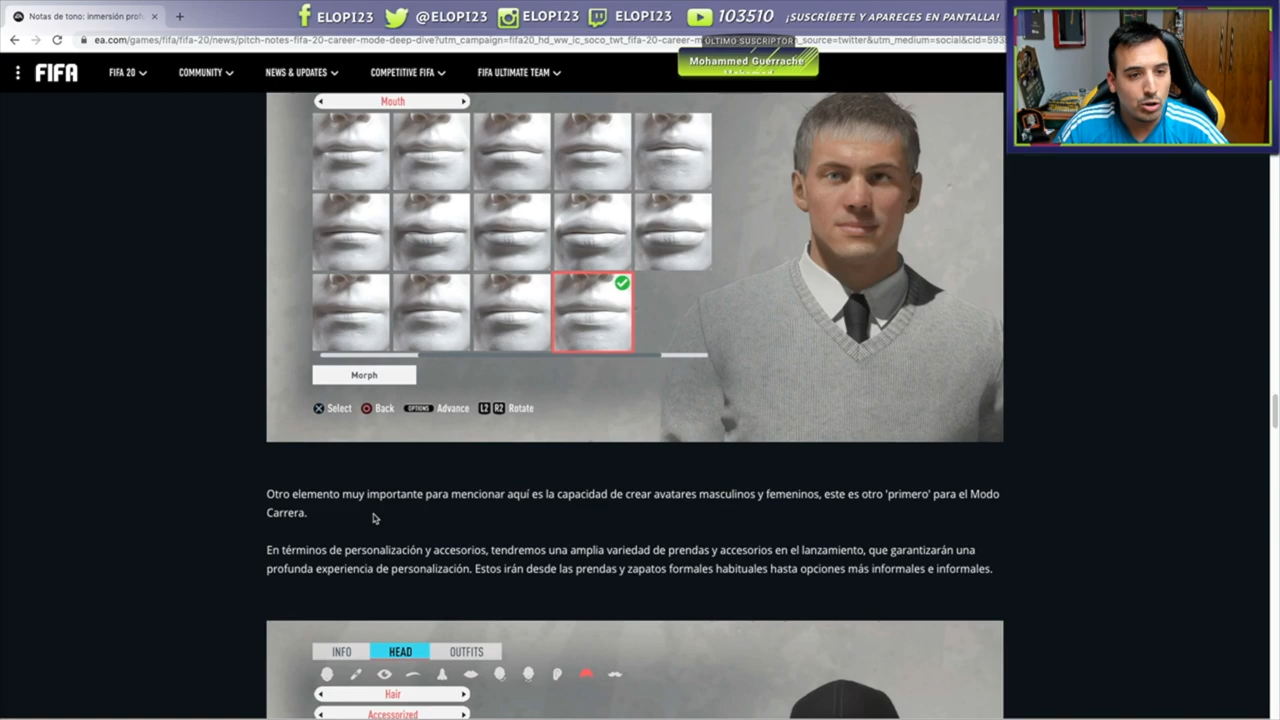 Notas de tono: inmersión prof
ELOPI23 @ELOPI23 ELOPI23 ELOPI23 103510 ¡SUSCRÍBETE Y APARECES EN PANTALLA!
ea.com/games/fifa/fifa-20/news/pitch-notes-fifa-20-career-mode-deep-dive?utm_campaign=fifa20_hd_ww_ic_soco_twt_fifa-20-career-m
a_source=twitter&utm_medium=social&cid=593
ÚLTIMO SUSCRIPTOR
Mohammed Guerrache
FIFA FIFA 20 COMMUNITY NEWS & UPDATES COMPETITIVE FIFA FIFA ULTIMATE TEAM
Mouth
Morph
Select Back OPTIONS Advance L2 R2 Rotate
Otro elemento muy importante para mencionar aquí es la capacidad de crear avatares masculinos y femeninos, este es otro 'primero' para el Modo
Carrera.
En términos de personalización y accesorios, tendremos una amplia variedad de prendas y accesorios en el lanzamiento, que garantizarán una
profunda experiencia de personalización. Estos irán desde las prendas y zapatos formales habituales hasta opciones más informales e informales.
INFO HEAD OUTFITS
Hair
Accessorized